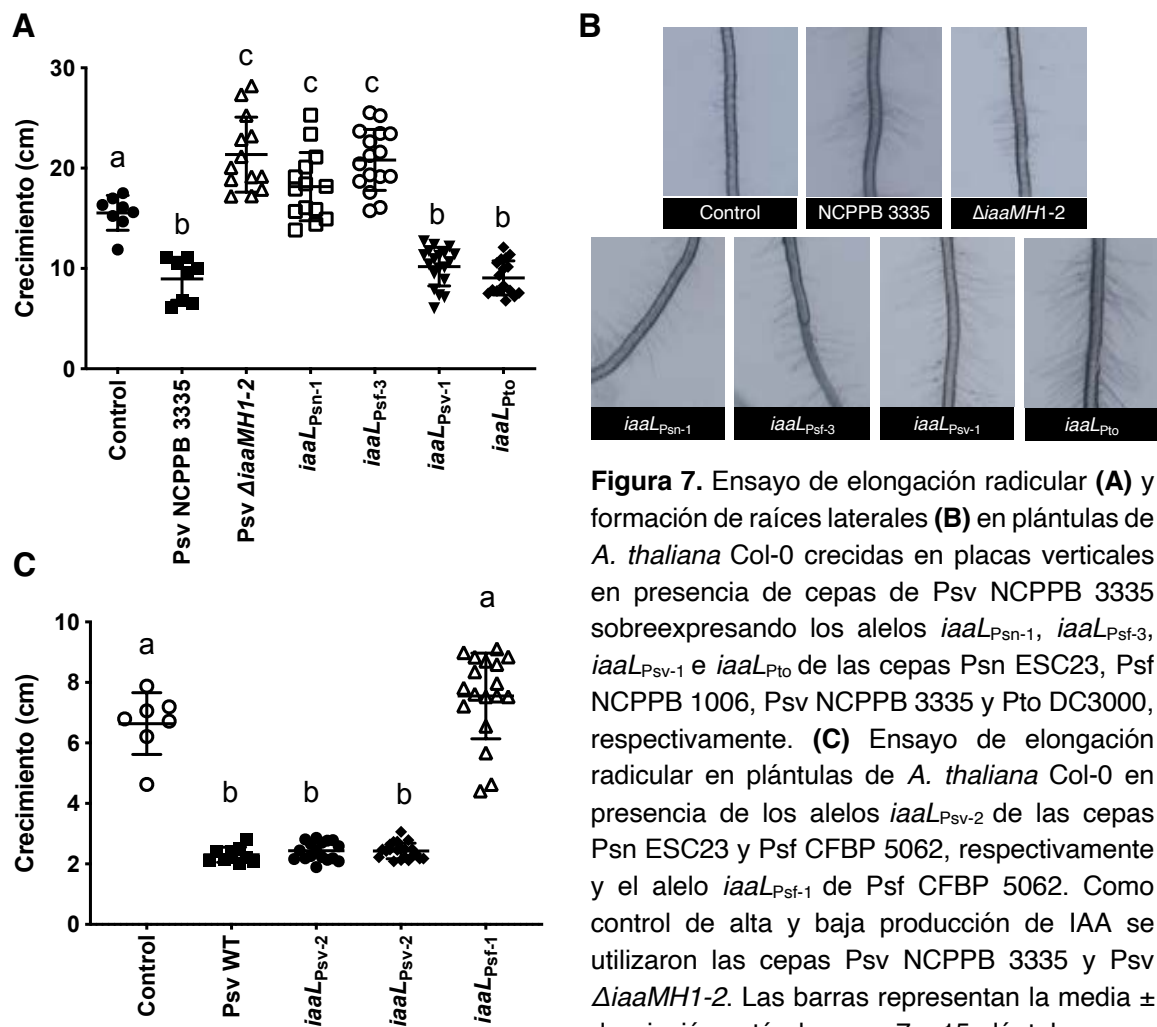 A
Crecimiento (cm)
30
20
10
0
a
b
c
c
c
b
b
Control
Psv NCPPB 3335
Psv ΔiaaMH1-2
iaaLPsn-1
iaaLPsf-3
iaaLPsv-1
iaaLPto
B
Control
NCPPB 3335
ΔiaaMH1-2
iaaLPsn-1
iaaLPsf-3
iaaLPsv-1
iaaLPto
C
Crecimiento (cm)
10
8
6
4
2
0
a
b
b
b
a
Control
Psv WT
iaaLPsv-2
iaaLPsv-2
iaaLPsf-1
Figura 7. Ensayo de elongación radicular (A) y
formación de raíces laterales (B) en plántulas de
A. thaliana Col-0 crecidas en placas verticales
en presencia de cepas de Psv NCPPB 3335
sobreexpresando los alelos iaaLPsn-1, iaaLPsf-3,
iaaLPsv-1 e iaaLPto de las cepas Psn ESC23, Psf
NCPPB 1006, Psv NCPPB 3335 y Pto DC3000,
respectivamente. (C) Ensayo de elongación
radicular en plántulas de A. thaliana Col-0 en
presencia de los alelos iaaLPsv-2 de las cepas
Psn ESC23 y Psf CFBP 5062, respectivamente
y el alelo iaaLPsf-1 de Psf CFBP 5062. Como
control de alta y baja producción de IAA se
utilizaron las cepas Psv NCPPB 3335 y Psv
ΔiaaMH1-2. Las barras representan la media ±